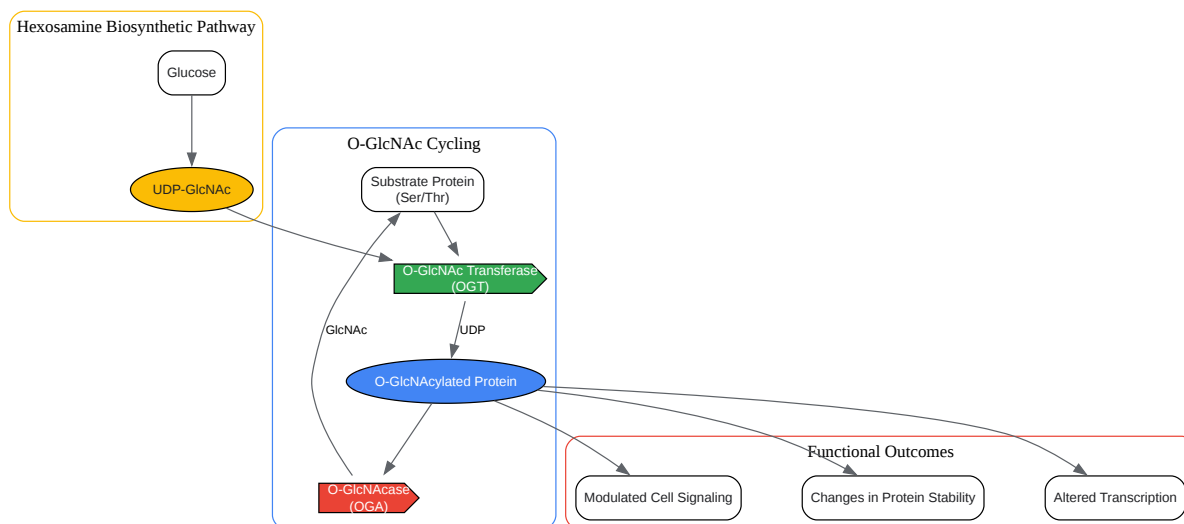 Hexosamine Biosynthetic Pathway
Glucose
UDP-GlcNAc
O-GlcNAc Cycling
Substrate Protein
(Ser/Thr)
O-GlcNAc Transferase
(OGT)
GlcNAc
UDP
O-GlcNAcylated Protein
O-GlcNAcase
(OGA)
Functional Outcomes
Modulated Cell Signaling
Changes in Protein Stability
Altered Transcription